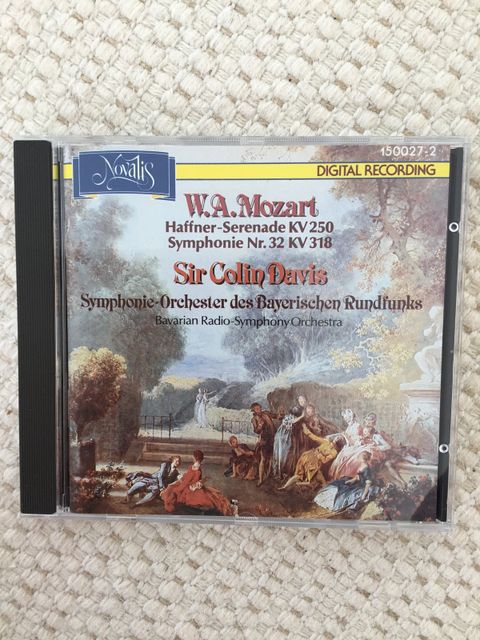 150027-2
Novalis
DIGITAL RECORDING
W.A.Mozart
Haffner-Serenade KV 250
Symphonie Nr. 32 KV 318
Sir Colin Davis
Symphonie-Orchester des Bayerischen Rundfunks
Bavarian Radio-Symphony Orchestra